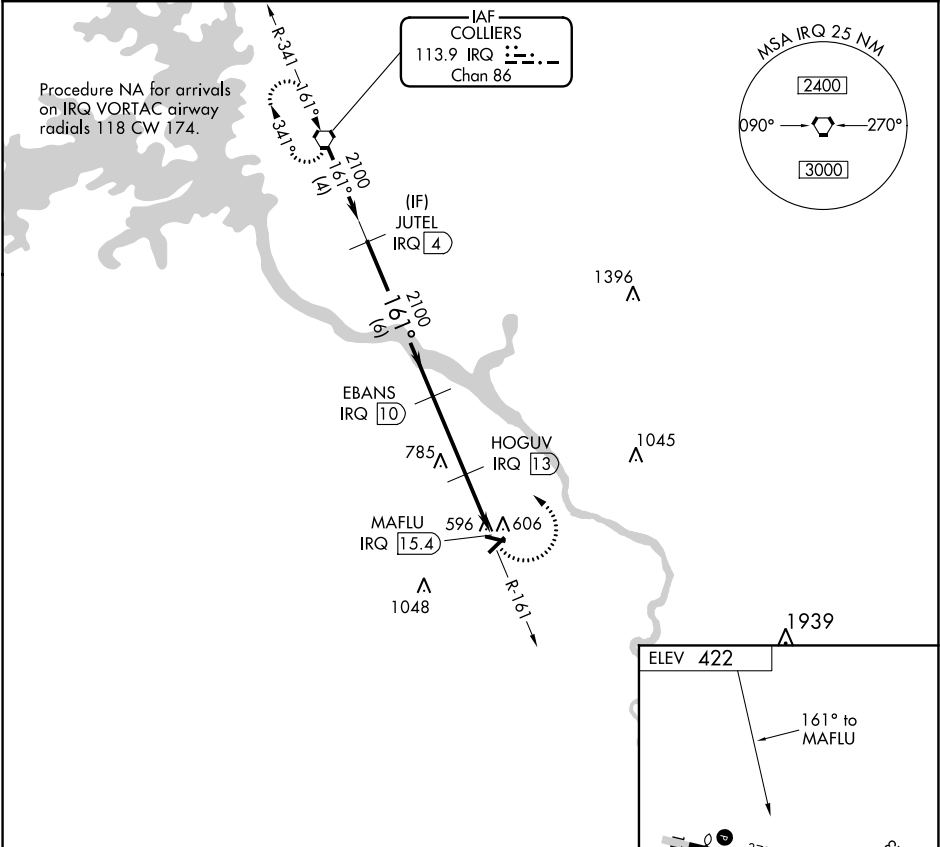 IAF
COLLIERS
113.9 IRQ
Chan 86
MSA IRQ 25 NM
2400
090°
270°
3000
Procedure NA for arrivals
on IRQ VORTAC airway
radials 118 CW 174.
R-341
161°
341°
2100
161°
(4)
(IF)
JUTEL
IRQ 4
1396
2100
161°
(6)
EBANS
IRQ 10
785
HOGUV
IRQ 13
1045
MAFLU
IRQ 15.4
596
606
1048
R-161
1939
ELEV 422
161° to
MAFLU
P